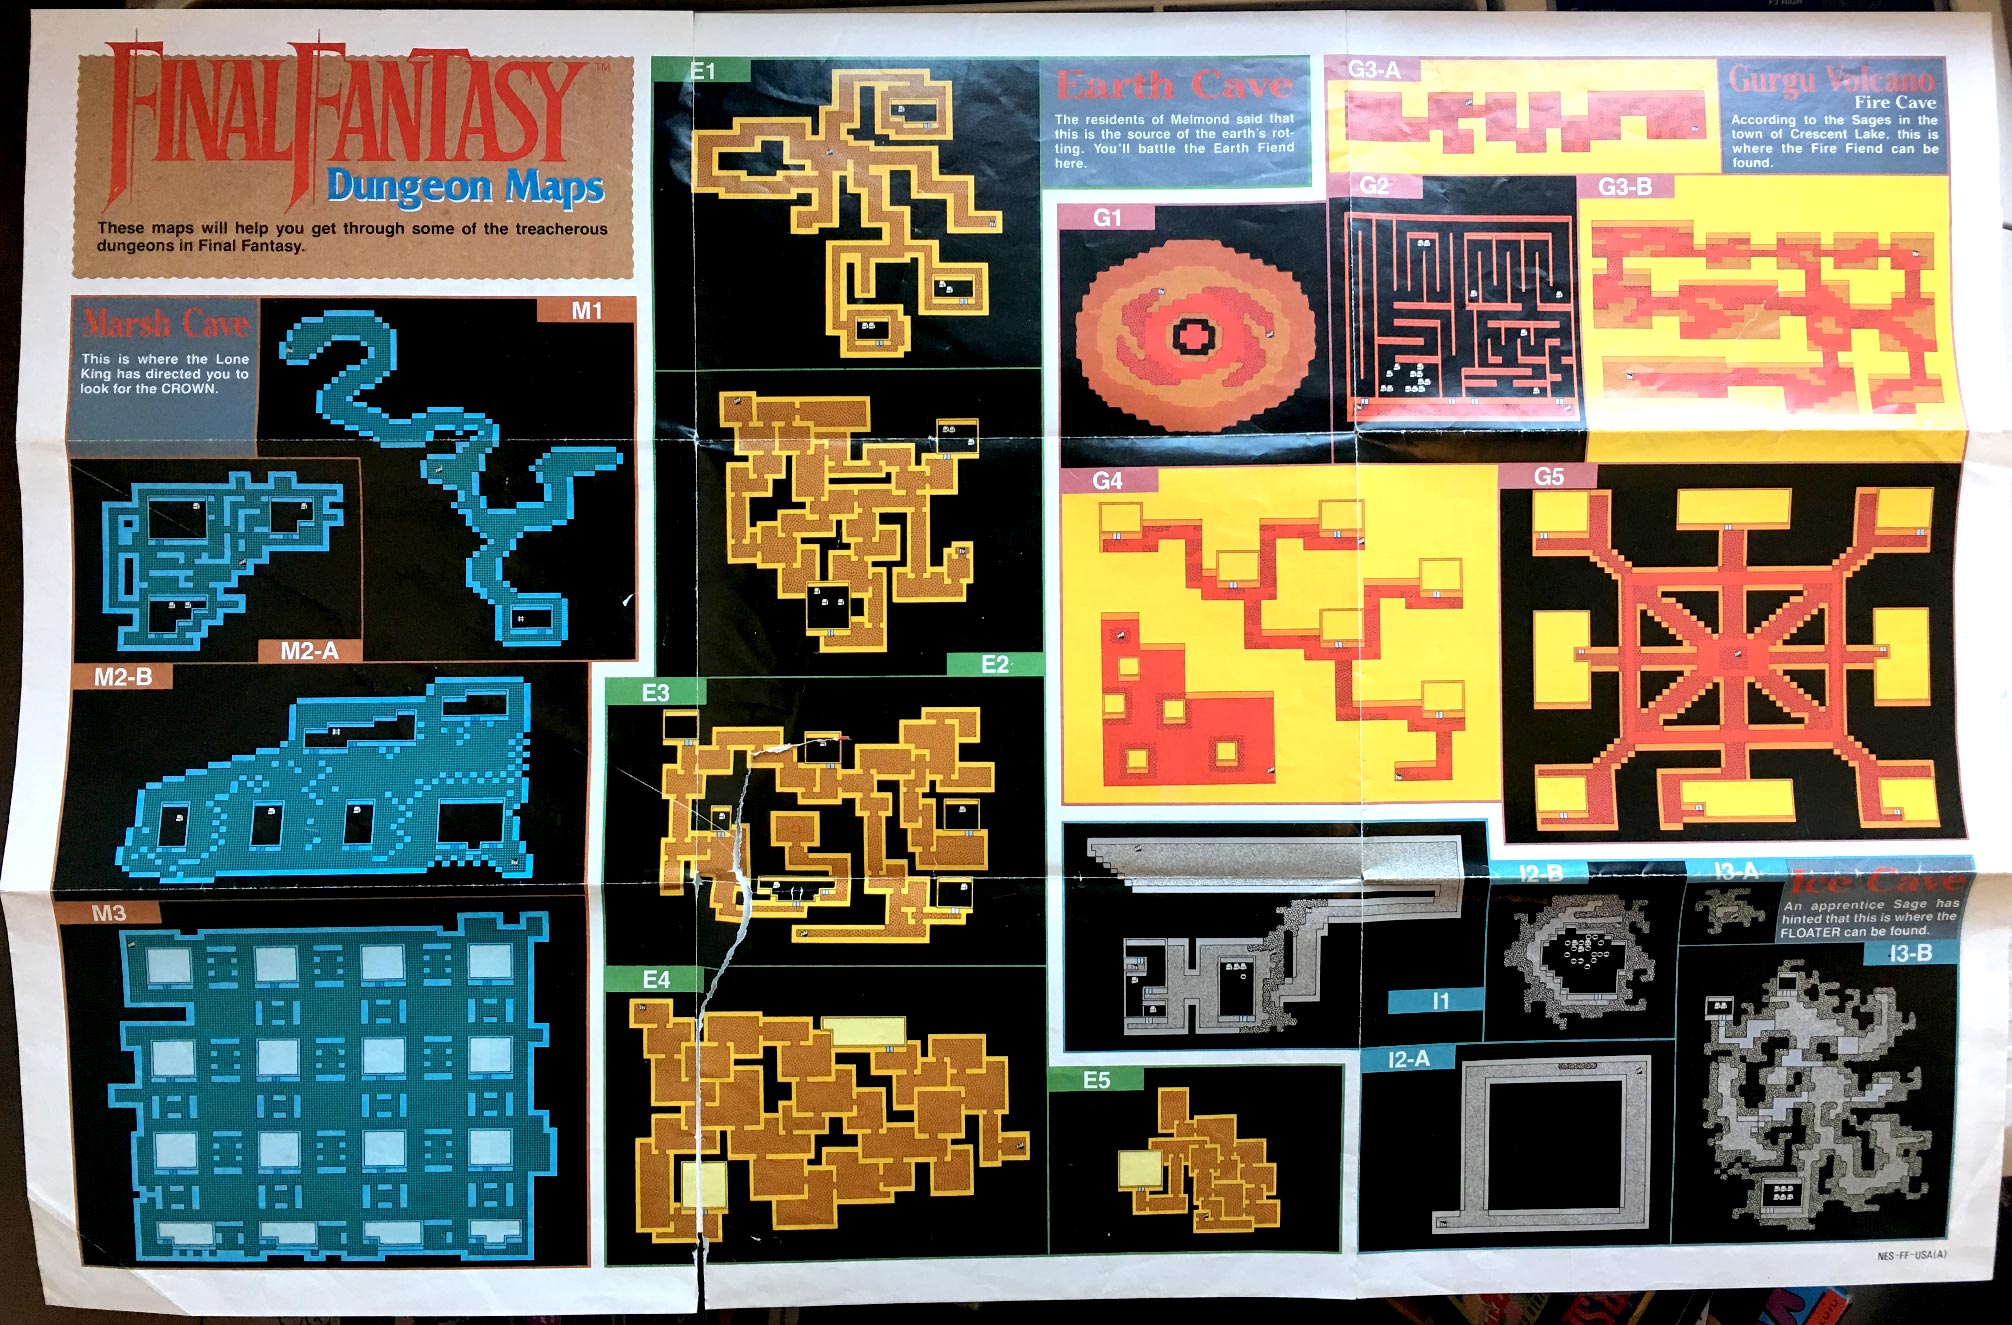 FINAL FANTASY™
Dungeon Maps
These maps will help you get through some of the treacherous
dungeons in Final Fantasy.
Marsh Cave
This is where the Lone
King has directed you to
look for the CROWN.
M1
M2-A
M2-B
M3
E1
Earth Cave
The residents of Melmond said that
this is the source of the earth's rot-
ting. You'll battle the Earth Fiend
here.
E2
E3
E4
E5
G3-A
Gurgu Volcano
Fire Cave
According to the Sages in the
town of Crescent Lake, this is
where the Fire Fiend can be
found.
G1
G2
G3-B
G4
G5
I1
I2-B
I3-A
Ice Cave
An apprentice Sage has
hinted that this is where the
FLOATER can be found.
I3-B
I2-A
NES-FF-USA(A)